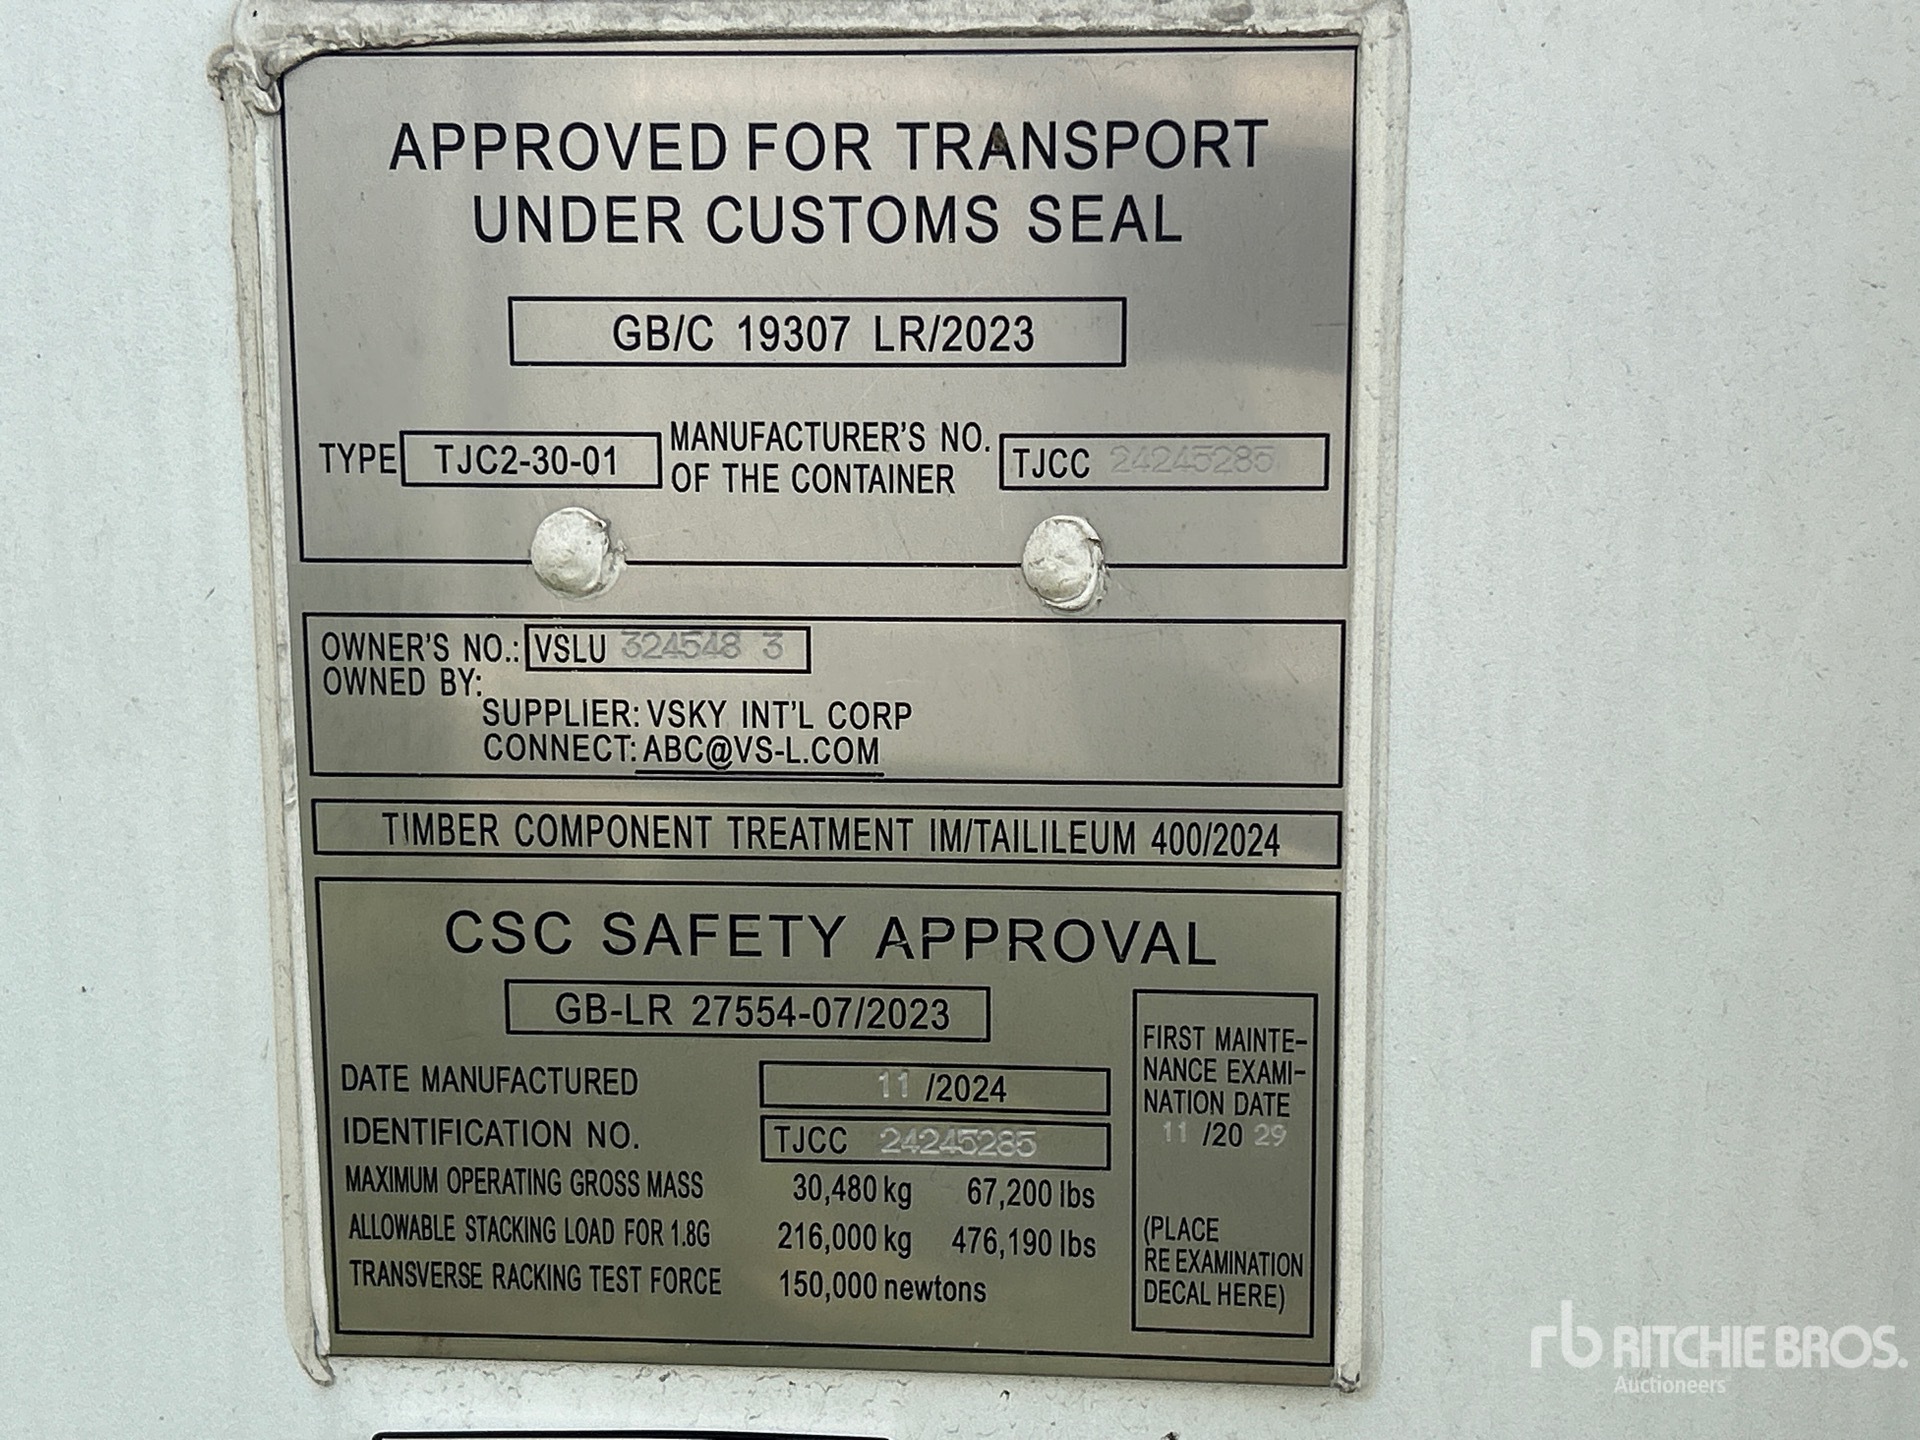 APPROVED FOR TRANSPORT
UNDER CUSTOMS SEAL
GB/C 19307 LR/2023
TYPE TJC2-30-01 MANUFACTURER'S NO. OF THE CONTAINER TJCC 24245285
OWNER'S NO.: VSLU 324548 3
OWNED BY:
SUPPLIER: VSKY INT'L CORP
CONNECT: ABC@VS-L.COM
TIMBER COMPONENT TREATMENT IM/TAILILEUM 400/2024
CSC SAFETY APPROVAL
GB-LR 27554-07/2023
DATE MANUFACTURED 11 /2024
IDENTIFICATION NO. TJCC 24245285
MAXIMUM OPERATING GROSS MASS 30,480 kg 67,200 lbs
ALLOWABLE STACKING LOAD FOR 1.8G 216,000 kg 476,190 lbs
TRANSVERSE RACKING TEST FORCE 150,000 newtons
FIRST MAINTE-
NANCE EXAMI-
NATION DATE
11 /20 29
(PLACE
RE EXAMINATION
DECAL HERE)
rb RITCHIE BROS.
Auctioneers